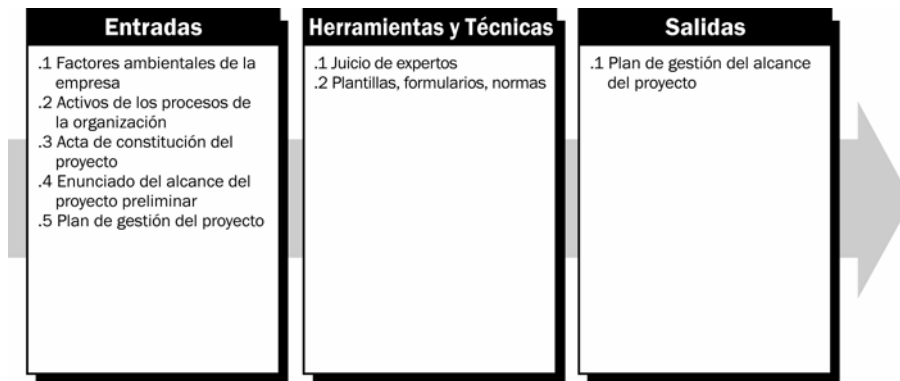 Entradas
.1 Factores ambientales de la
empresa
.2 Activos de los procesos de
la organización
.3 Acta de constitución del
proyecto
.4 Enunciado del alcance del
proyecto preliminar
.5 Plan de gestión del proyecto
Herramientas y Técnicas
.1 Juicio de expertos
.2 Plantillas, formularios, normas
Salidas
.1 Plan de gestión del alcance
del proyecto